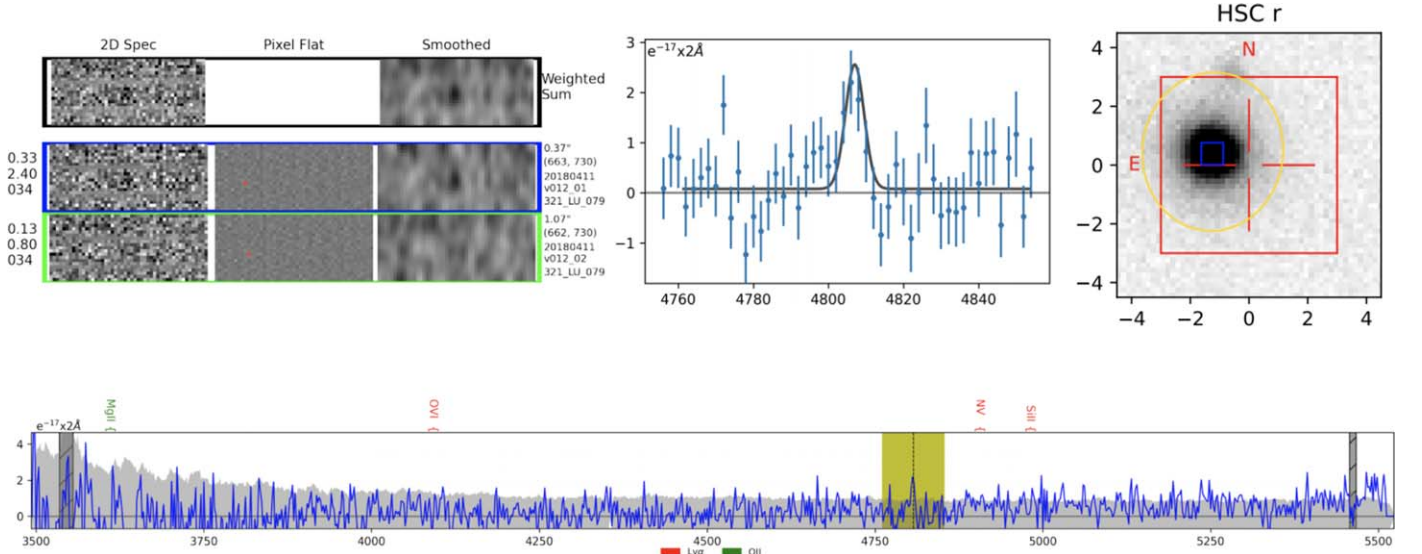 2D Spec Pixel Flat Smoothed
Weighted
Sum
0.33
2.40
034
0.37"
(663, 730)
20180411
v012_01
321_LU_079
0.13
0.80
034
1.07"
(662, 730)
20180411
v012_02
321_LU_079
e⁻¹⁷x2Å
3
2
1
0
−1
4760 4780 4800 4820 4840
HSC r
N
E
4
2
0
−2
−4
−4 −2 0 2 4
MgII {
OVI {
NV {
SiII {
e⁻¹⁷x2Å
4
2
0
3500 3750 4000 4250 4500 4750 5000 5250 5500
Lyα OII